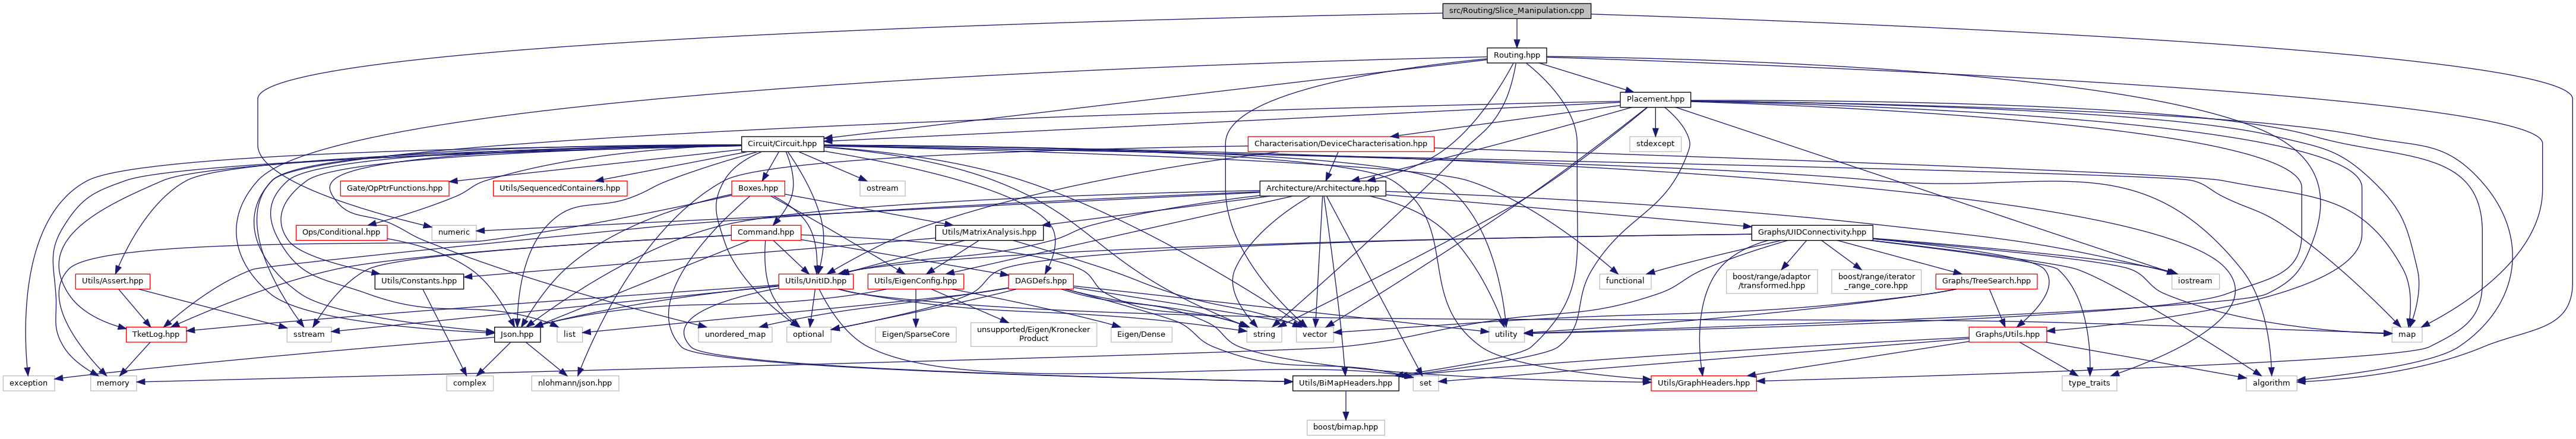 src/Routing/Slice_Manipulation.cpp
Routing.hpp
Placement.hpp
Circuit/Circuit.hpp
Characterisation/DeviceCharacterisation.hpp
stdexcept
Gate/OpPtrFunctions.hpp
Utils/SequencedContainers.hpp
Boxes.hpp
ostream
Architecture/Architecture.hpp
Ops/Conditional.hpp
numeric
Command.hpp
Utils/MatrixAnalysis.hpp
Graphs/UIDConnectivity.hpp
Utils/Assert.hpp
Utils/Constants.hpp
Utils/UnitID.hpp
Utils/EigenConfig.hpp
DAGDefs.hpp
functional
boost/range/adaptor
/transformed.hpp
boost/range/iterator
_range_core.hpp
Graphs/TreeSearch.hpp
iostream
TketLog.hpp
sstream
Json.hpp
list
unordered_map
optional
Eigen/SparseCore
unsupported/Eigen/Kronecker
Product
Eigen/Dense
string
vector
utility
Graphs/Utils.hpp
map
exception
memory
complex
nlohmann/json.hpp
Utils/BiMapHeaders.hpp
set
Utils/GraphHeaders.hpp
type_traits
algorithm
boost/bimap.hpp